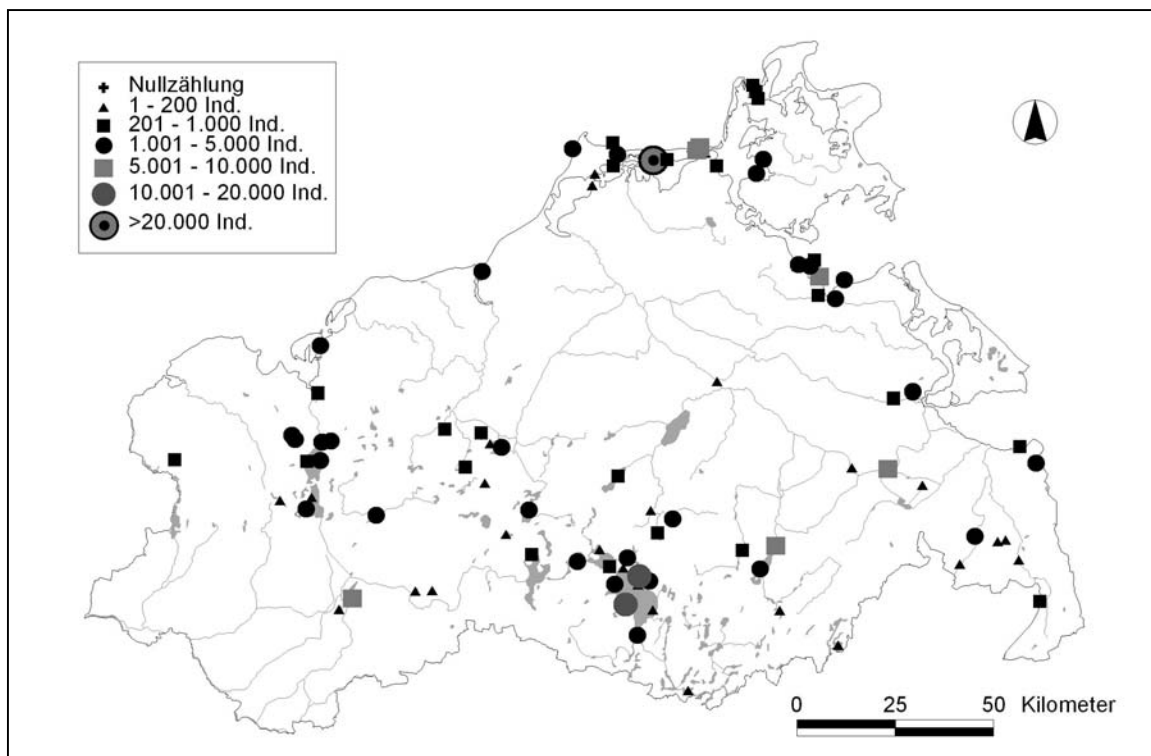 Nullzählung
1 - 200 Ind.
201 - 1.000 Ind.
1.001 - 5.000 Ind.
5.001 - 10.000 Ind.
10.001 - 20.000 Ind.
>20.000 Ind.
0 25 50 Kilometer